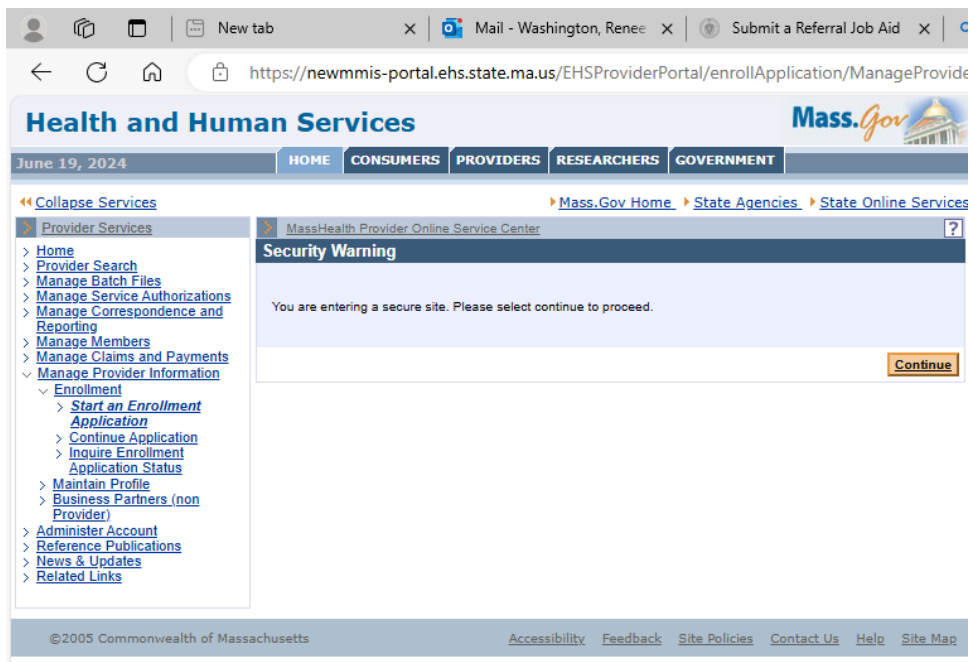 New tab
Mail - Washington, Renee
Submit a Referral Job Aid
https://newmmis-portal.ehs.state.ma.us/EHSProviderPortal/enrollApplication/ManageProvide
Health and Human Services
Mass.Gov
June 19, 2024
HOME CONSUMERS PROVIDERS RESEARCHERS GOVERNMENT
Collapse Services
Mass.Gov Home State Agencies State Online Services
Provider Services
Home
Provider Search
Manage Batch Files
Manage Service Authorizations
Manage Correspondence and
Reporting
Manage Members
Manage Claims and Payments
Manage Provider Information
Enrollment
Start an Enrollment
Application
Continue Application
Inquire Enrollment
Application Status
Maintain Profile
Business Partners (non
Provider)
Administer Account
Reference Publications
News & Updates
Related Links
MassHealth Provider Online Service Center
?
Security Warning
You are entering a secure site. Please select continue to proceed.
Continue
©2005 Commonwealth of Massachusetts
Accessibility Feedback Site Policies Contact Us Help Site Map